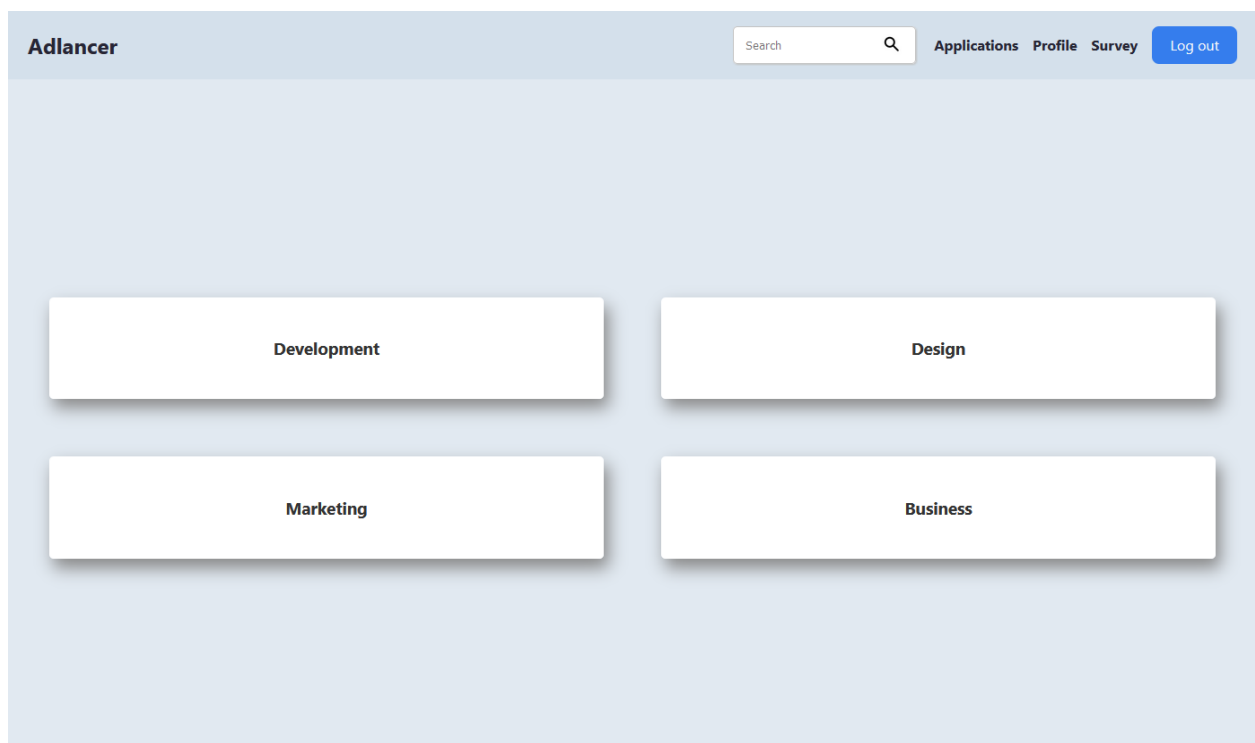 Adlancer
Search
Applications Profile Survey Log out
Development
Design
Marketing
Business